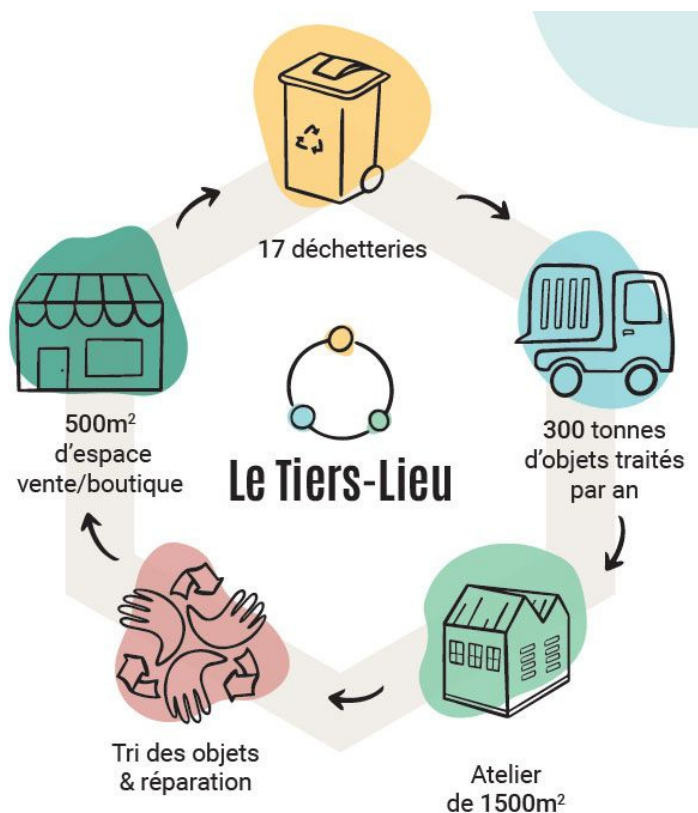 17 déchetteries
500m²
d'espace
vente/boutique
300 tonnes
d'objets traités
par an
Le Tiers-Lieu
Tri des objets
& réparation
Atelier
de 1500m²